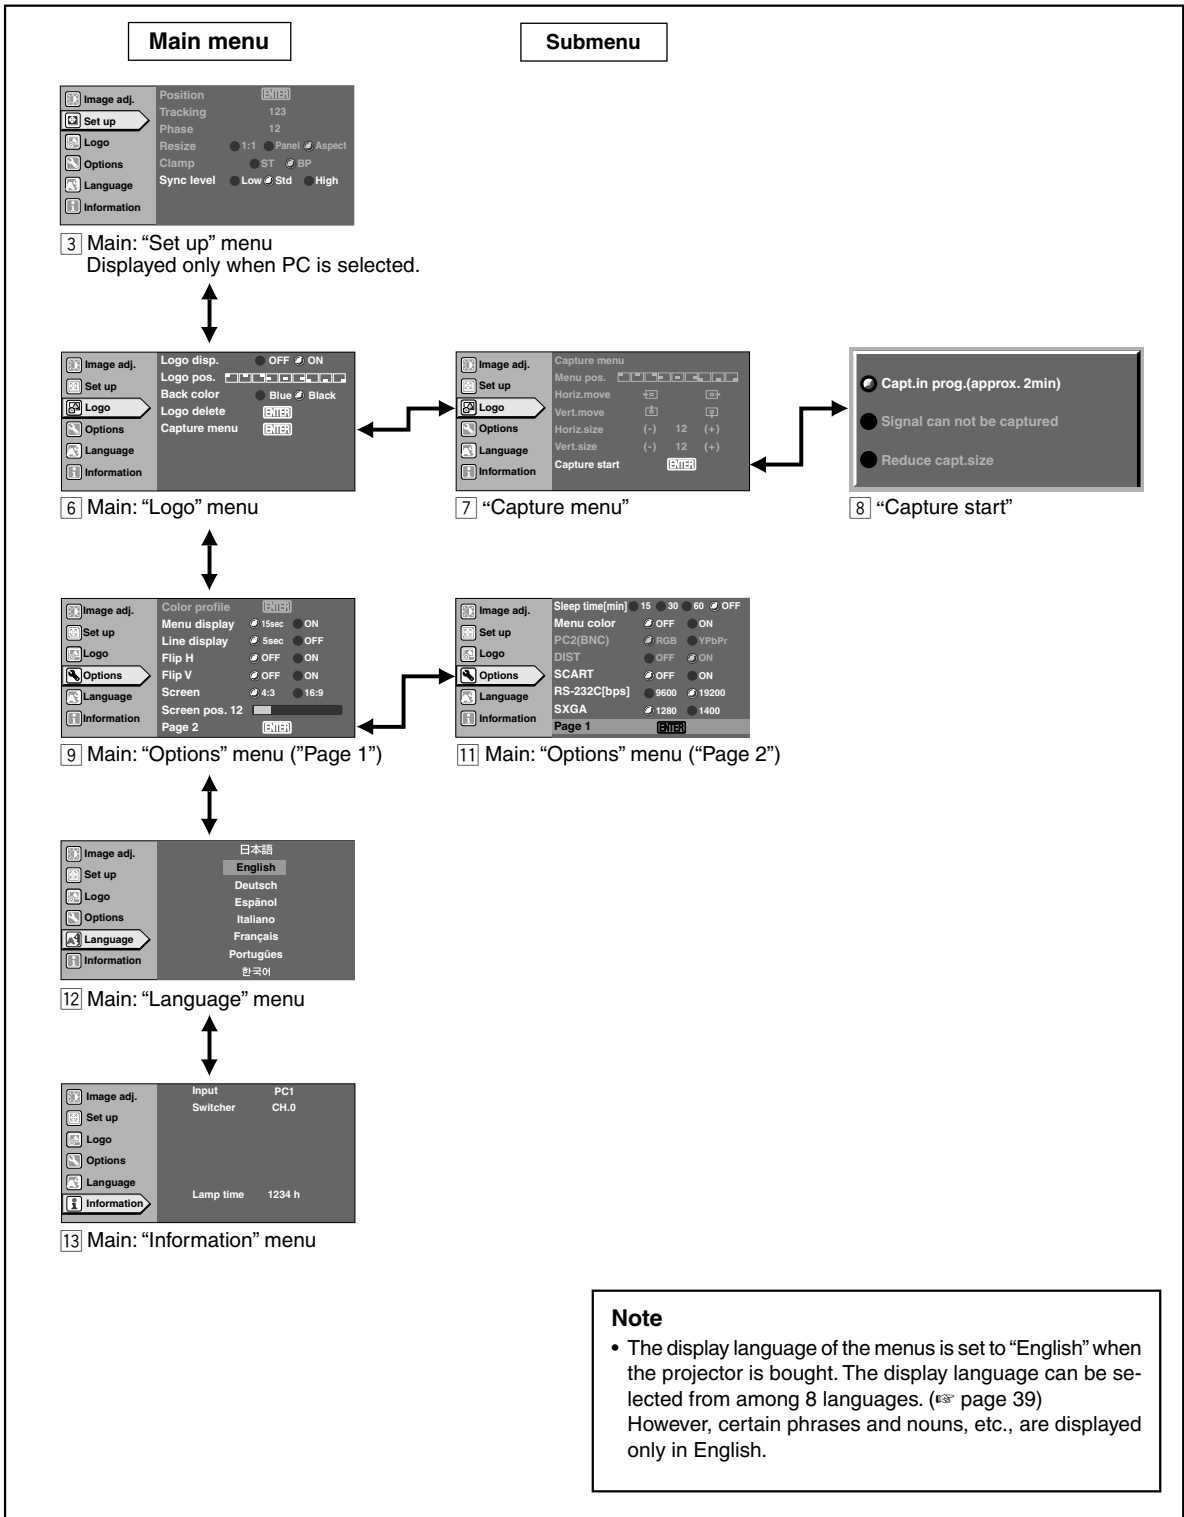 Main menu
Submenu
Image adj.
Set up
Logo
Options
Language
Information
Position ENTER
Tracking 123
Phase 12
Resize 1:1 Panel Aspect
Clamp ST BP
Sync level Low Std High
3 Main: “Set up” menu
Displayed only when PC is selected.
Image adj.
Set up
Logo
Options
Language
Information
Logo disp. OFF ON
Logo pos.
Back color Blue Black
Logo delete ENTER
Capture menu ENTER
6 Main: “Logo” menu
Image adj.
Set up
Logo
Options
Language
Information
Capture menu
Menu pos.
Horiz.move
Vert.move
Horiz.size (-) 12 (+)
Vert.size (-) 12 (+)
Capture start ENTER
7 “Capture menu”
Capt.in prog.(approx. 2min)
Signal can not be captured
Reduce capt.size
8 “Capture start”
Image adj.
Set up
Logo
Options
Language
Information
Color profile ENTER
Menu display 15sec ON
Line display 5sec OFF
Flip H OFF ON
Flip V OFF ON
Screen 4:3 16:9
Screen pos. 12
Page 2 ENTER
9 Main: “Options” menu (”Page 1”)
Image adj.
Set up
Logo
Options
Language
Information
Sleep time[min] 15 30 60 OFF
Menu color OFF ON
PC2(BNC) RGB YPbPr
DIST OFF ON
SCART OFF ON
RS-232C[bps] 9600 19200
SXGA 1280 1400
Page 1 ENTER
11 Main: “Options” menu (“Page 2”)
Image adj.
Set up
Logo
Options
Language
Information
日本語
English
Deutsch
Espãnol
Italiano
Français
Portugûes
한국어
12 Main: “Language” menu
Image adj.
Set up
Logo
Options
Language
Information
Input PC1
Switcher CH.0
Lamp time 1234 h
13 Main: “Information” menu
Note
• The display language of the menus is set to “English” when
the projector is bought. The display language can be se-
lected from among 8 languages. (☞ page 39)
However, certain phrases and nouns, etc., are displayed
only in English.